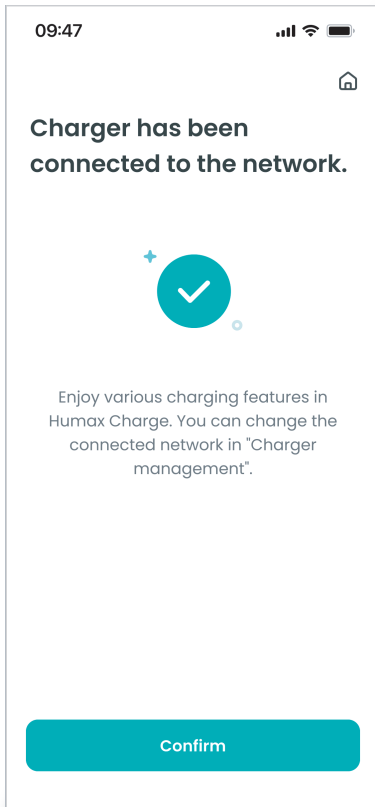 09:47
Charger has been
connected to the network.
Enjoy various charging features in
Humax Charge. You can change the
connected network in "Charger
management".
Confirm